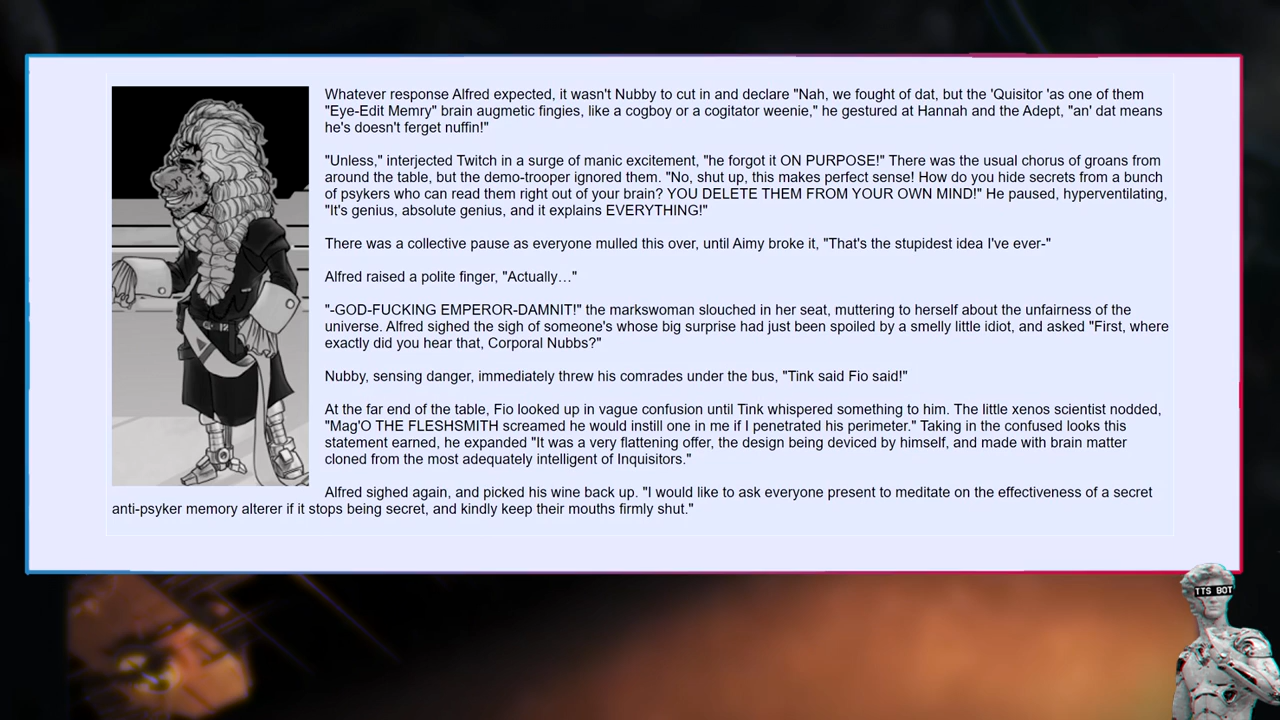 Whatever response Alfred expected, it wasn't Nubby to cut in and declare "Nah, we fought of dat, but the 'Quisitor 'as one of them
"Eye-Edit Memry" brain augmetic fingies, like a cogboy or a cogitator weenie," he gestured at Hannah and the Adept, "an' dat means
he's doesn't ferget nuffin!"
"Unless," interjected Twitch in a surge of manic excitement, "he forgot it ON PURPOSE!" There was the usual chorus of groans from
around the table, but the demo-trooper ignored them. "No, shut up, this makes perfect sense! How do you hide secrets from a bunch
of psykers who can read them right out of your brain? YOU DELETE THEM FROM YOUR OWN MIND!" He paused, hyperventilating,
"It's genius, absolute genius, and it explains EVERYTHING!"
There was a collective pause as everyone mulled this over, until Aimy broke it, "That's the stupidest idea I've ever-"
Alfred raised a polite finger, "Actually…"
"-GOD-FUCKING EMPEROR-DAMNIT!" the markswoman slouched in her seat, muttering to herself about the unfairness of the
universe. Alfred sighed the sigh of someone's whose big surprise had just been spoiled by a smelly little idiot, and asked "First, where
exactly did you hear that, Corporal Nubbs?"
Nubby, sensing danger, immediately threw his comrades under the bus, "Tink said Fio said!"
At the far end of the table, Fio looked up in vague confusion until Tink whispered something to him. The little xenos scientist nodded,
"Mag'O THE FLESHSMITH screamed he would instill one in me if I penetrated his perimeter." Taking in the confused looks this
statement earned, he expanded "It was a very flattening offer, the design being deviced by himself, and made with brain matter
cloned from the most adequately intelligent of Inquisitors."
Alfred sighed again, and picked his wine back up. "I would like to ask everyone present to meditate on the effectiveness of a secret
anti-psyker memory alterer if it stops being secret, and kindly keep their mouths firmly shut."
TTS BOT